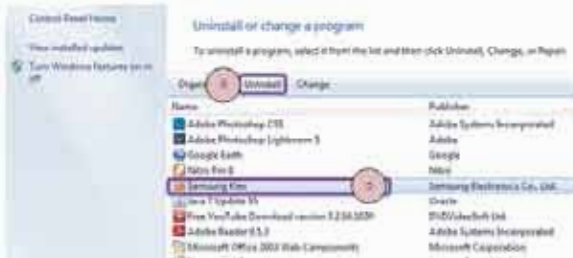 Control Panel Home
View installed updates
Turn Windows features on or
off
Uninstall or change a program
To uninstall a program, select it from the list and then click Uninstall, Change, or Repair.
Uninstall Change
Name Publisher
Adobe Photoshop CS5 Adobe Systems Incorporated
Adobe Photoshop Lightroom 5 Adobe
Google Earth Google
Nitro Pro 8 Nitro
Samsung Kies Samsung Electronics Co., Ltd.
Java 7 Update 55 Oracle
Free YouTube Download version DVDVideoSoft Ltd.
Adobe Reader 9.5.3 Adobe Systems Incorporated
Microsoft Office 2003 Web Components Microsoft Corporation